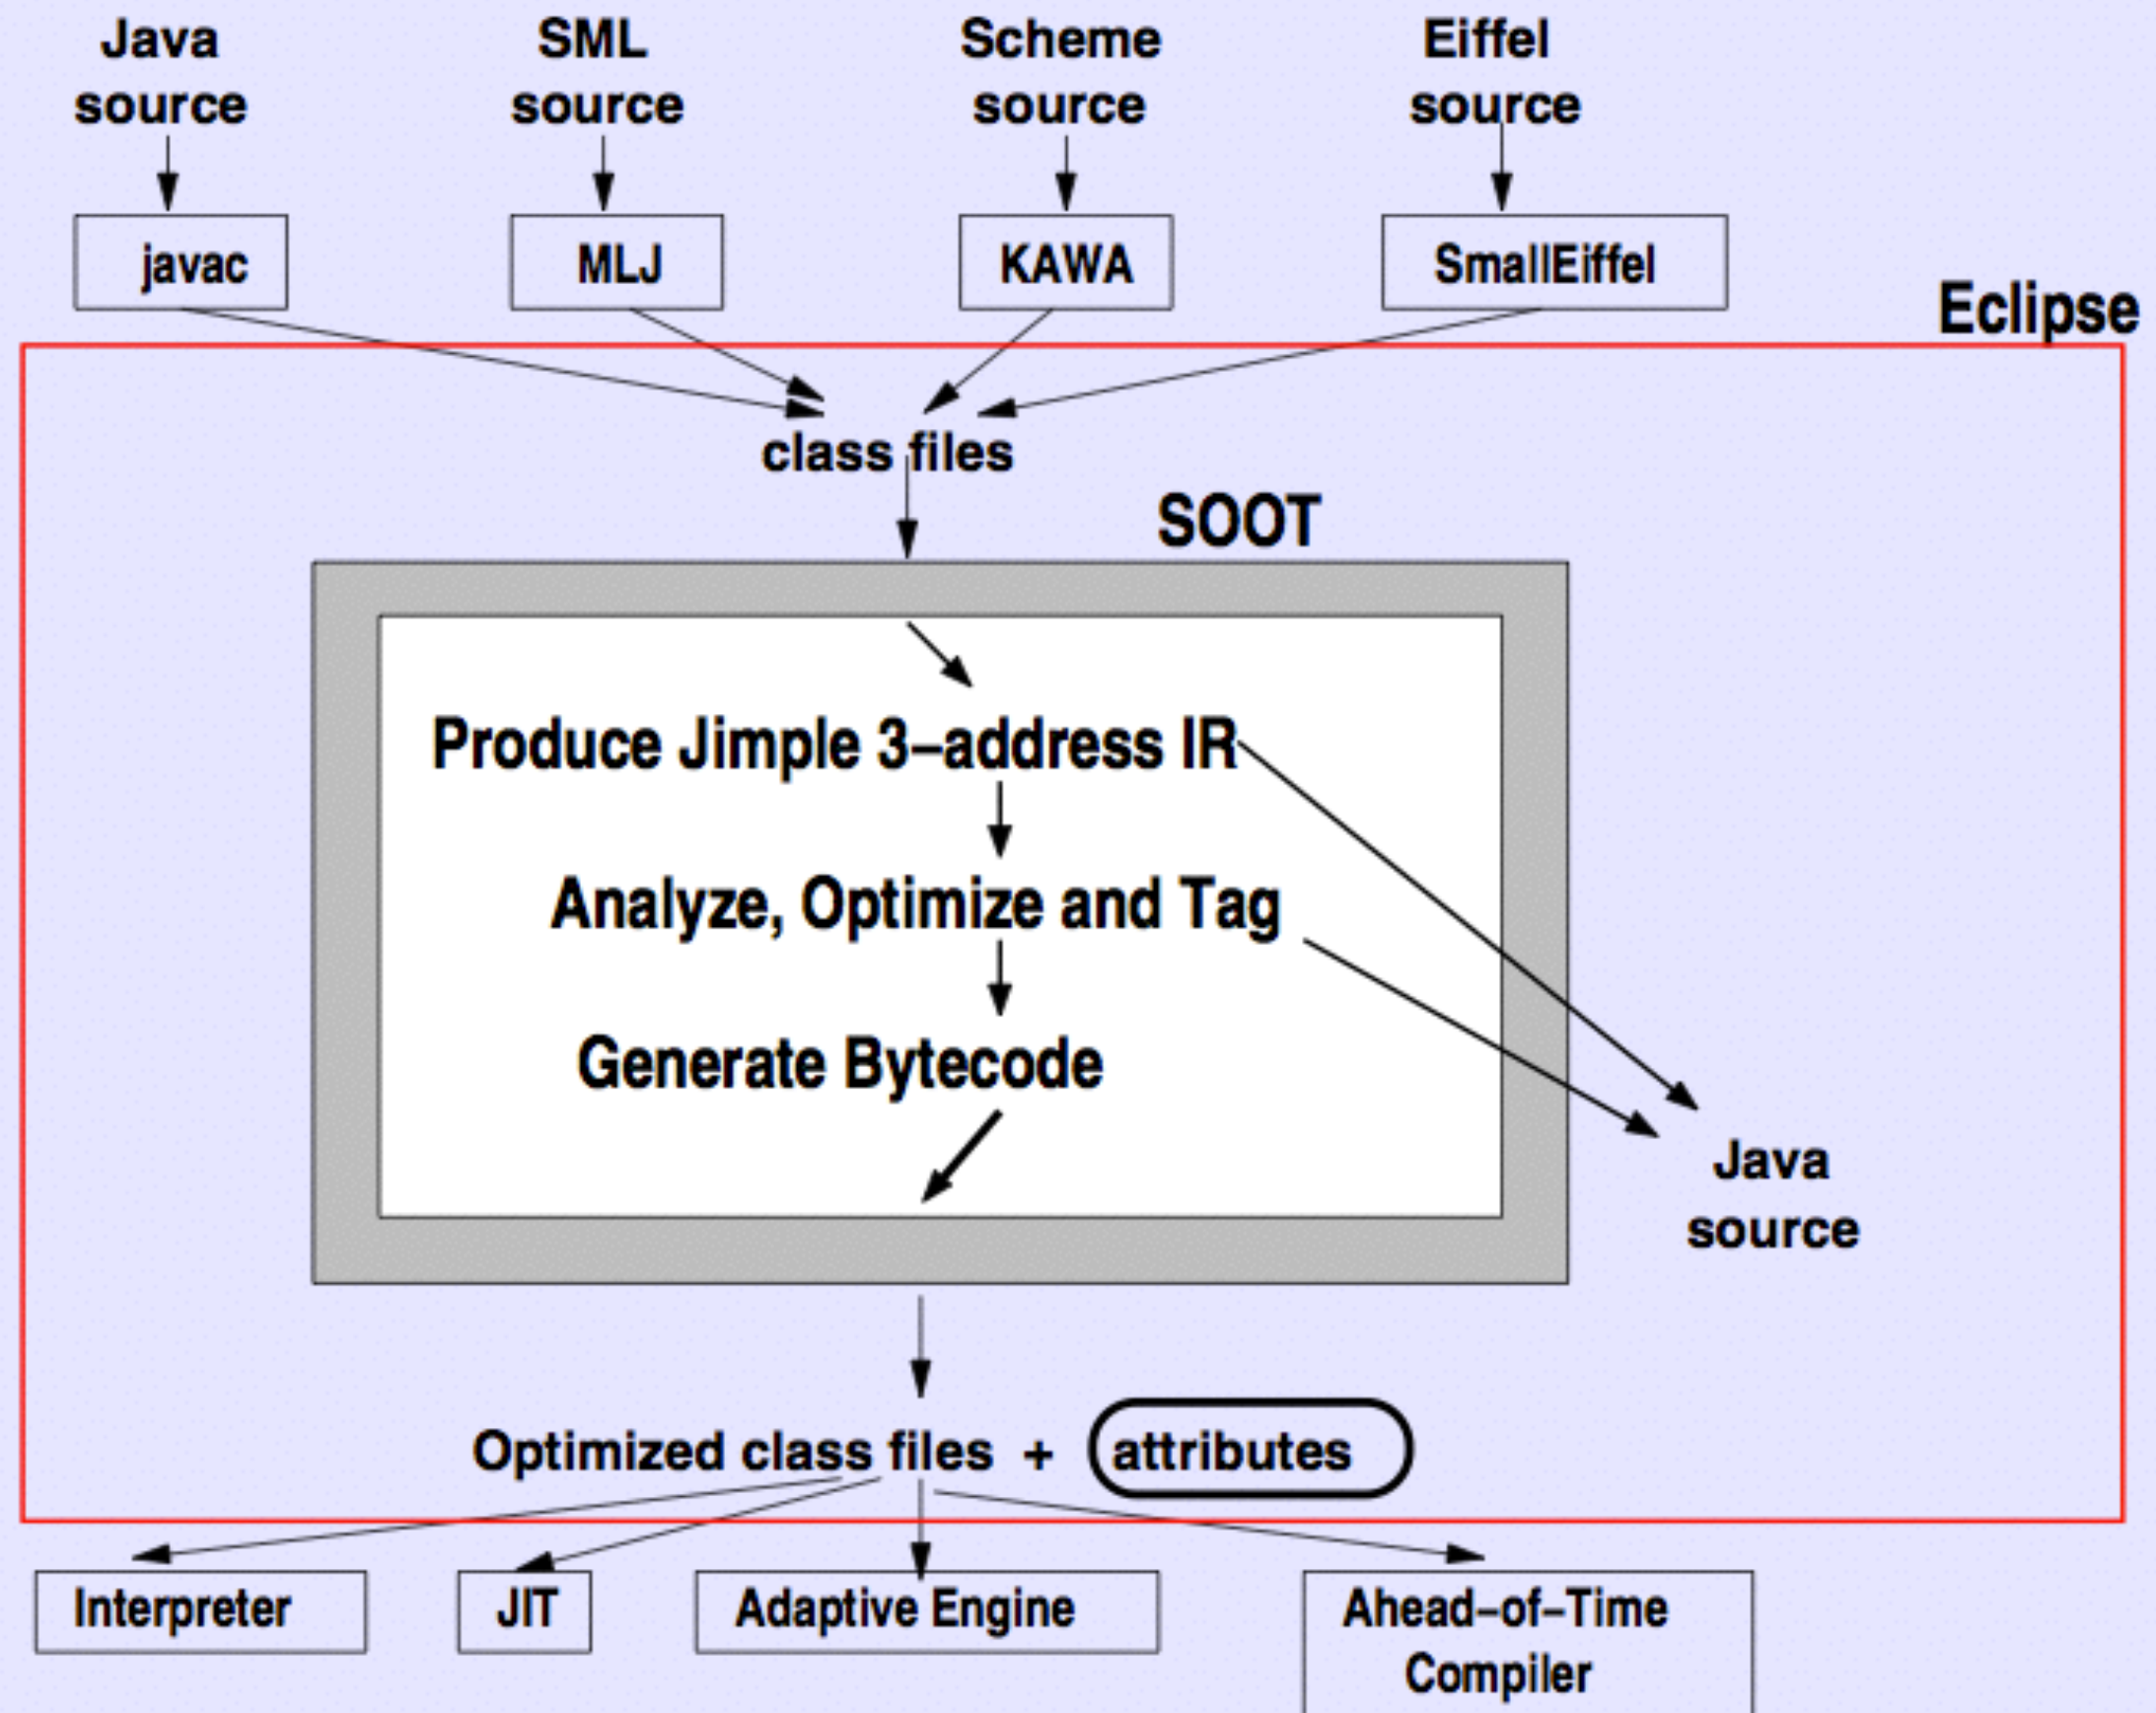 Java
source
SML
source
Scheme
source
Eiffel
source
javac
MLJ
KAWA
SmallEiffel
Eclipse
class files
SOOT
Produce Jimple 3–address IR
Analyze, Optimize and Tag
Generate Bytecode
Java
source
Optimized class files + attributes
Interpreter
JIT
Adaptive Engine
Ahead–of–Time
Compiler